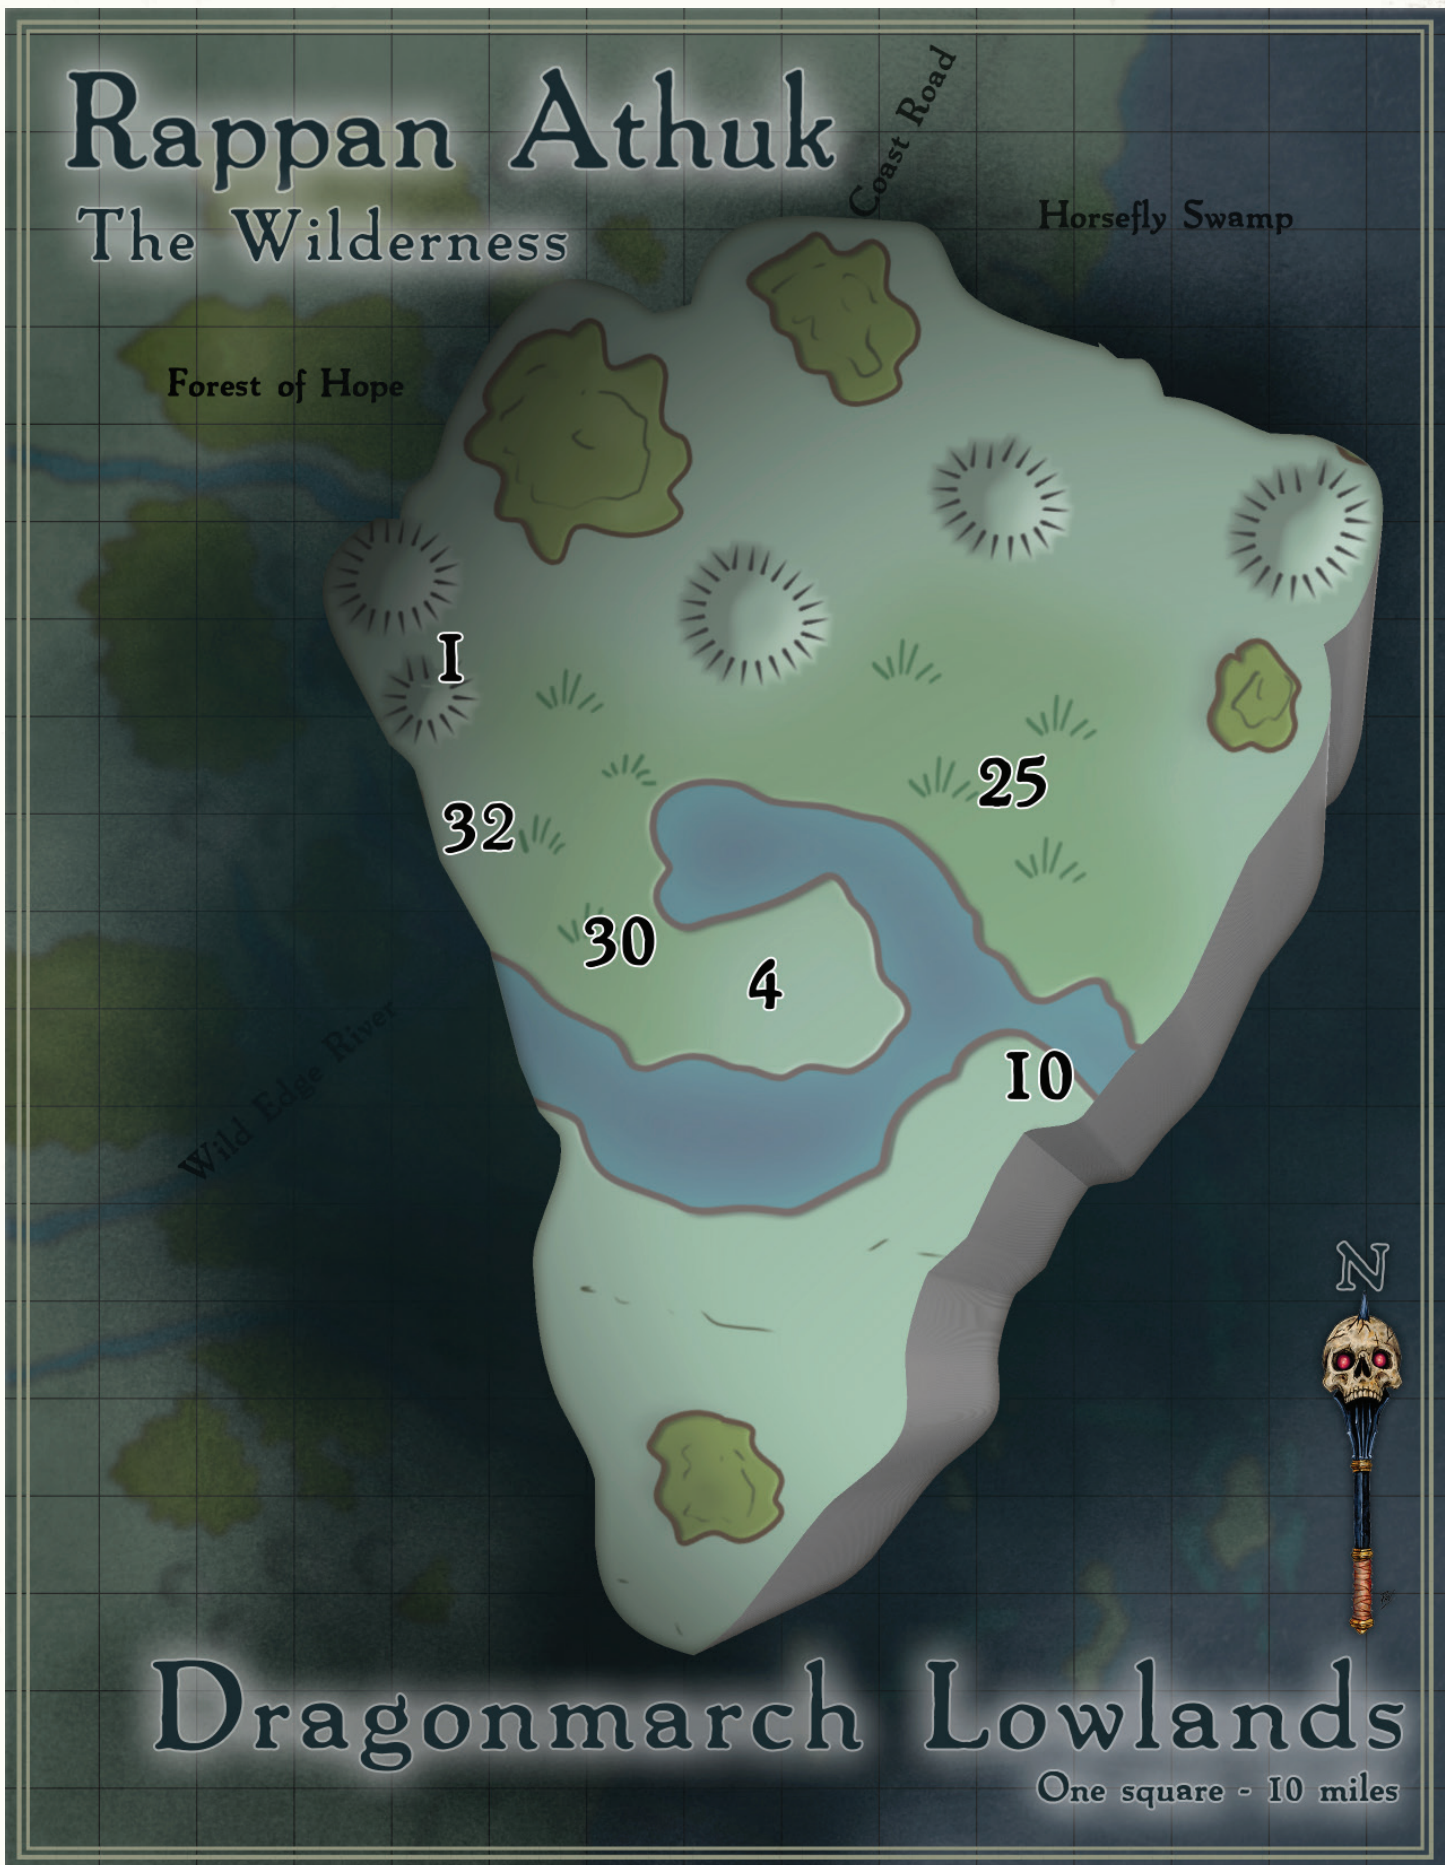 Rappan Athuk
The Wilderness
Coast Road
Horsefly Swamp
Forest of Hope
1
25
32
30
4
10
Wild Edge River
N
Dragonmarch Lowlands
One square - 10 miles